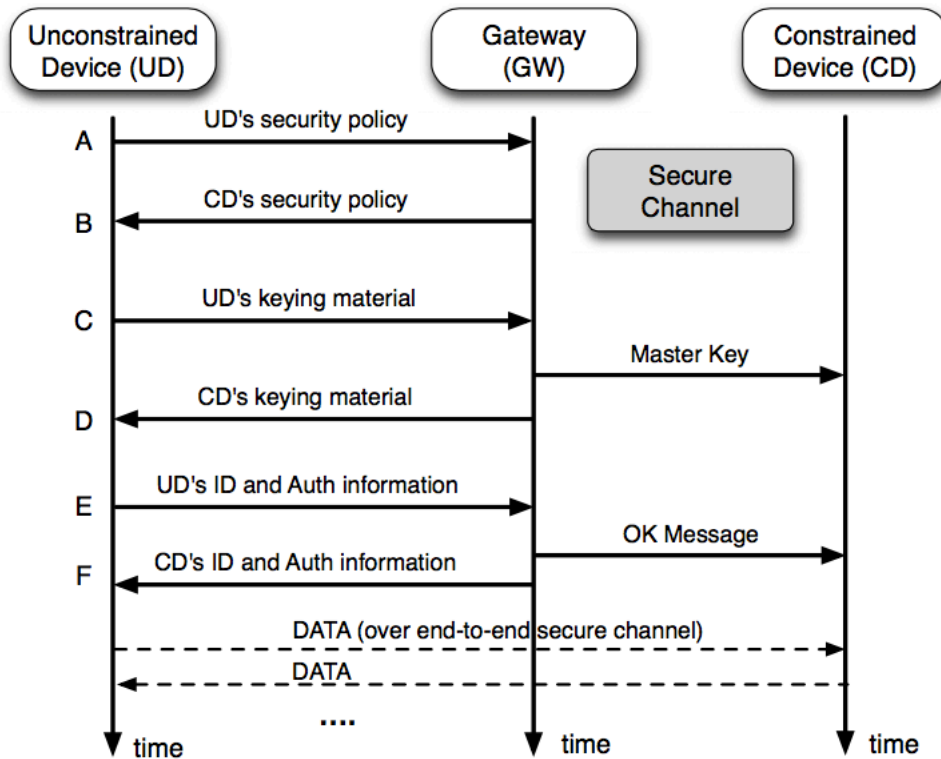 Unconstrained
Device (UD)
Gateway
(GW)
Constrained
Device (CD)
A
UD's security policy
Secure
Channel
B
CD's security policy
C
UD's keying material
Master Key
D
CD's keying material
E
UD's ID and Auth information
OK Message
F
CD's ID and Auth information
DATA (over end-to-end secure channel)
DATA
....
time
time
time